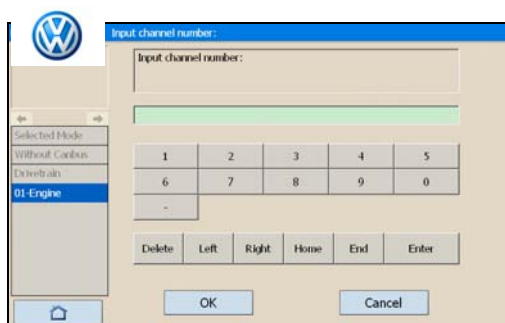 Input channel number:
Input channel number:
Selected Mode
Without Canbus
Drivetrain
01-Engine
1 2 3 4 5
6 7 8 9 0
-
Delete Left Right Home End Enter
OK Cancel